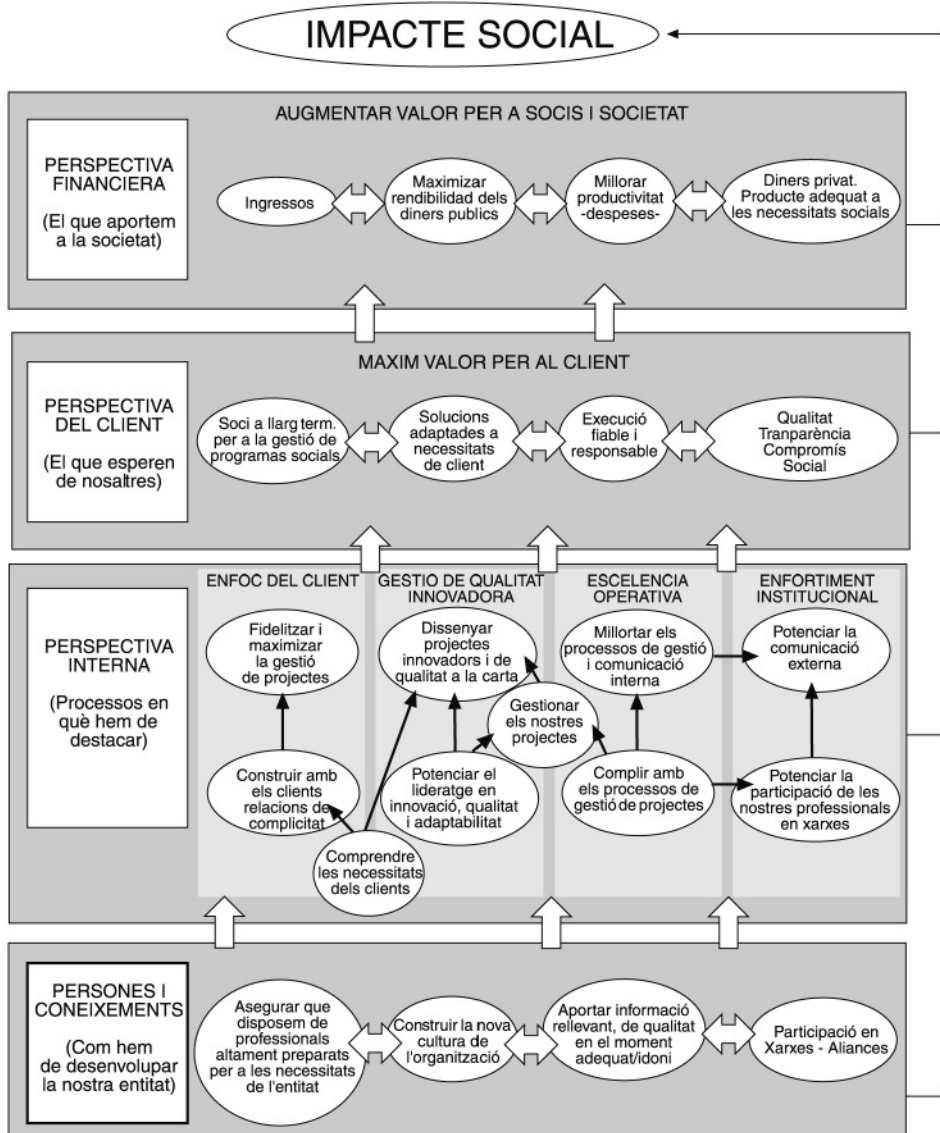 IMPACTE SOCIAL
AUGMENTAR VALOR PER A SOCIS I SOCIETAT
PERSPECTIVA
FINANCIERA
(El que aportem
a la societat)
Ingressos
Maximizar
rendibilidad dels
diners publics
Millorar
productivitat
-despeses-
Diners privat.
Producte adequat a
les necessitats socials
MAXIM VALOR PER AL CLIENT
PERSPECTIVA
DEL CLIENT
(El que esperen
de nosaltres)
Soci a llarg term.
per a la gestió de
programas socials
Solucions
adaptades a
necessitats
de client
Execució
fiable i
responsable
Qualitat
Tranparència
Compromís
Social
PERSPECTIVA
INTERNA
(Processos en
què hem de
destacar)
ENFOC DEL CLIENT
Fidelitzar i
maximizar
la gestió
de projectes
Construir amb
els clients
relacions de
complicitat
Comprendre
les necessitats
dels clients
GESTIO DE QUALITAT
INNOVADORA
Dissenyar
projectes
innovadors i de
qualitat a la carta
Gestionar
els nostres
projectes
Potenciar el
lideratge en
innovació, qualitat
i adaptabilitat
ESCELENCIA
OPERATIVA
Millortar els
processos de gestió
i comunicació
interna
Complir amb
els processos de
gestió de projectes
ENFORTIMENT
INSTITUCIONAL
Potenciar la
comunicació
externa
Potenciar la
participació de les
nostres professionals
en xarxes
PERSONES I
CONEIXEMENTS
(Com hem
de desenvolupar
la nostra entitat)
Asegurar que
disposem de
professionals
altament preparats
per a les necessitats
de l'entitat
Construir la nova
cultura de
l'organització
Aportar informació
rellevant, de qualitat
en el moment
adequat/idoni
Participació en
Xarxes - Aliances